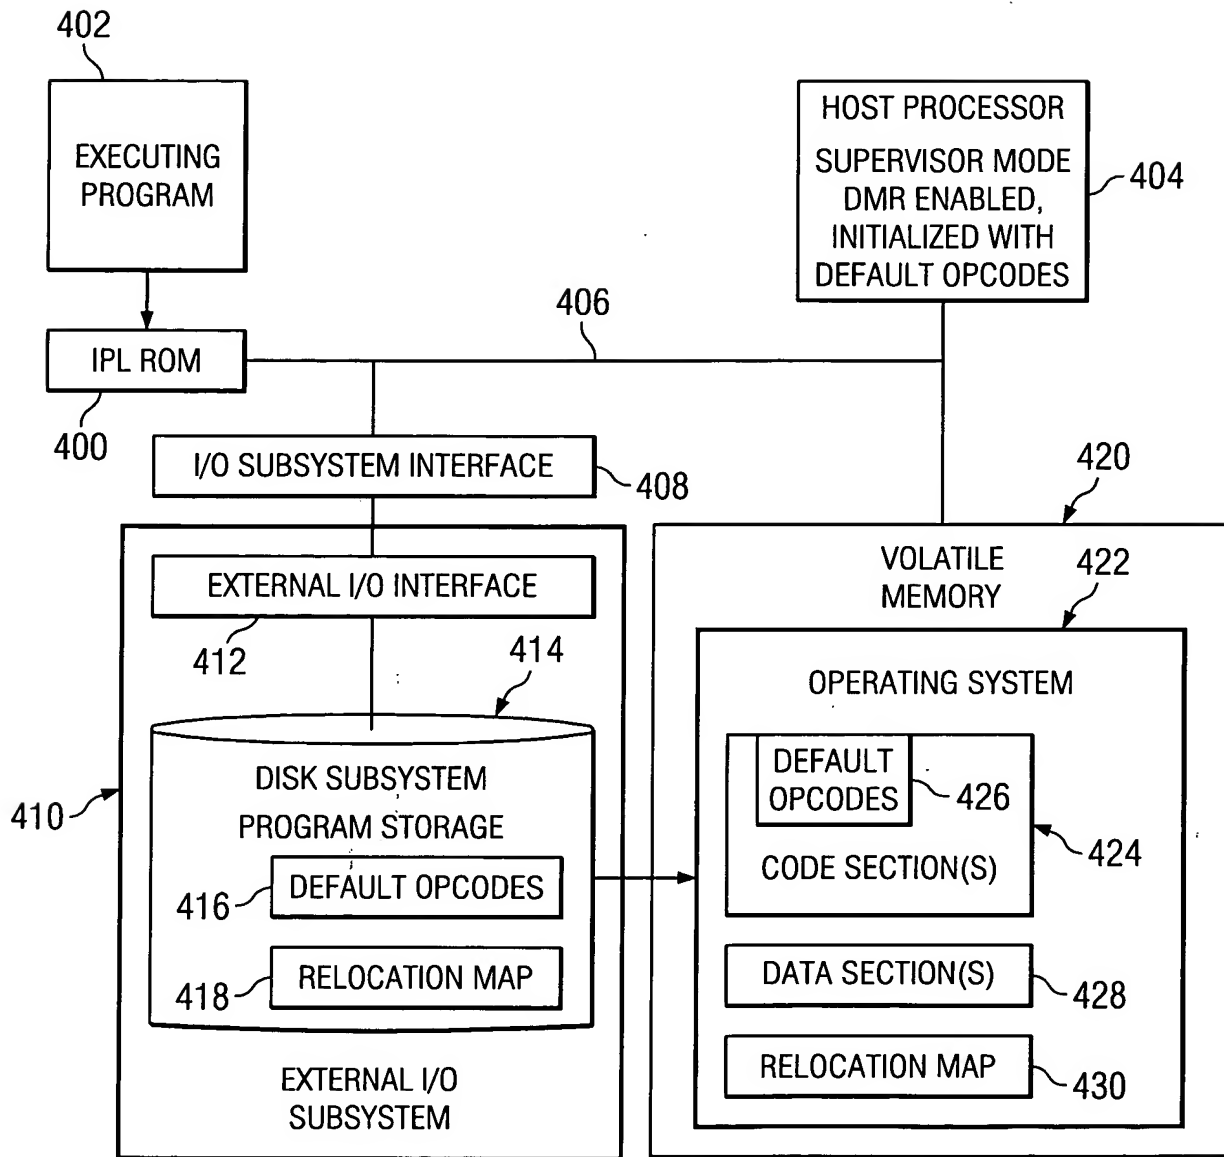 402
EXECUTING
PROGRAM
HOST PROCESSOR
SUPERVISOR MODE
DMR ENABLED,
INITIALIZED WITH
DEFAULT OPCODES
404
406
IPL ROM
400
I/O SUBSYSTEM INTERFACE
408
420
VOLATILE
MEMORY
422
EXTERNAL I/O INTERFACE
412
414
OPERATING SYSTEM
DISK SUBSYSTEM
PROGRAM STORAGE
410
DEFAULT
OPCODES
426
424
CODE SECTION(S)
416
DEFAULT OPCODES
418
RELOCATION MAP
DATA SECTION(S)
428
RELOCATION MAP
430
EXTERNAL I/O
SUBSYSTEM